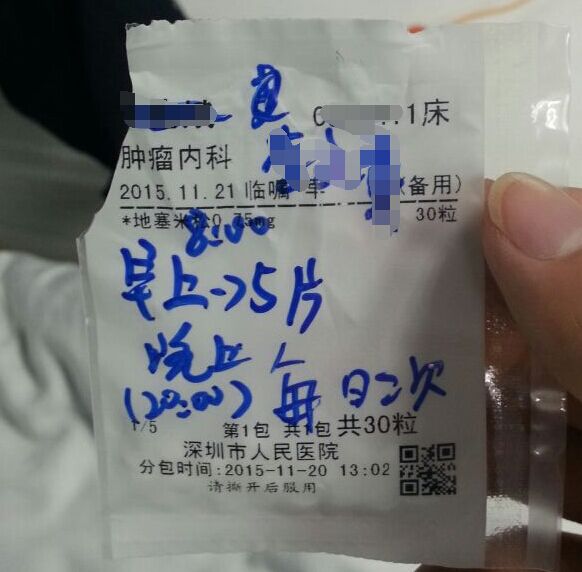 1床
肿瘤内科
2015.11.21 临嘱 备用)
*地塞米松0.75mg 30粒
8:00
早上→5片
晚上
(20:00) 每日二次
1/5 第1包 共1包 共30粒
深圳市人民医院
分包时间:2015-11-20 13:02
请撕开后服用